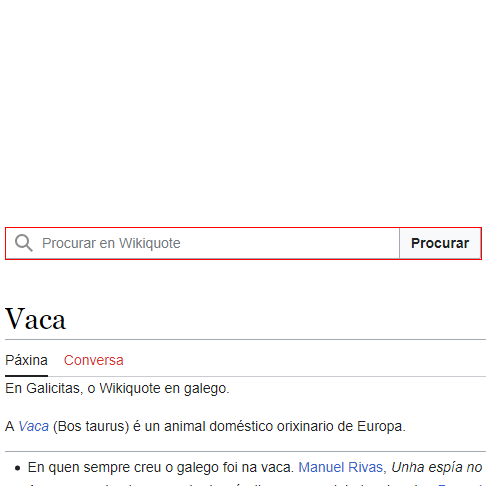 Procurar en Wikiquote Procurar
Vaca
Páxina Conversa
En Galicitas, o Wikiquote en galego.
A Vaca (Bos taurus) é un animal doméstico orixinario de Europa.
En quen sempre creu o galego foi na vaca. Manuel Rivas, Unha espía no